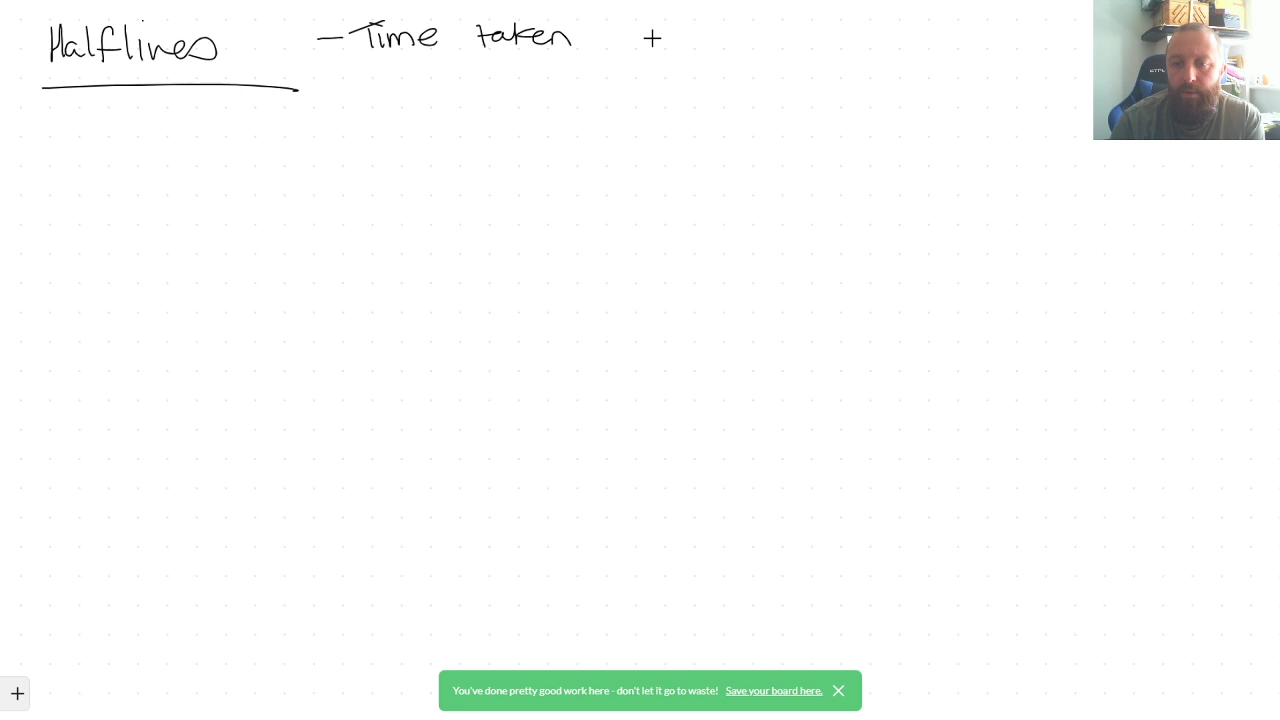 Halflives - Time taken +
You've done pretty good work here - don't let it go to waste! Save your board here.